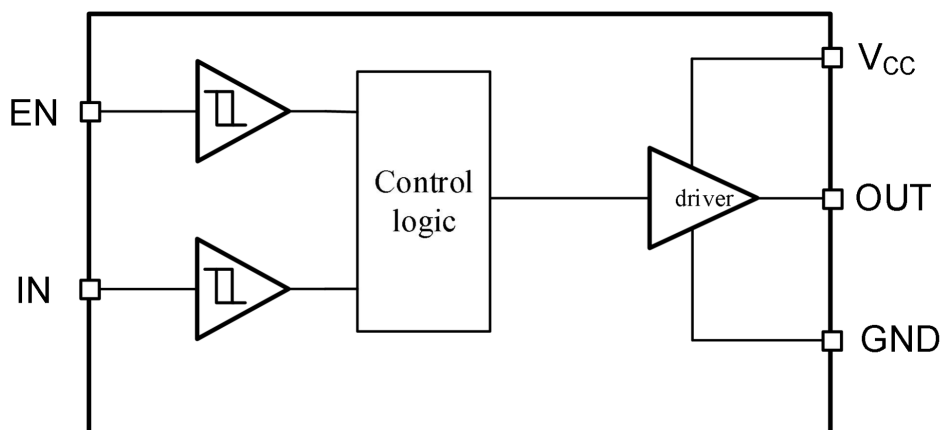 EN
IN
Control
logic
driver
VCC
OUT
GND